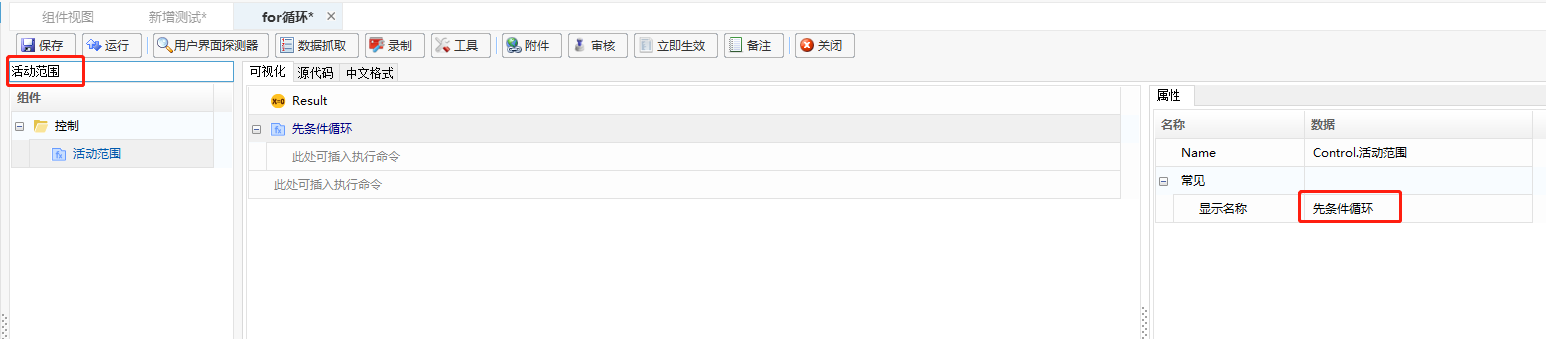 组件视图 新增测试* for循环*
保存 运行 用户界面探测器 数据抓取 录制 工具 附件 审核 立即生效 备注 关闭
活动范围
组件
控制
活动范围
可视化 源代码 中文格式
Result
先条件循环
此处可插入执行命令
此处可插入执行命令
属性
名称 数据
Name Control.活动范围
常见
显示名称 先条件循环